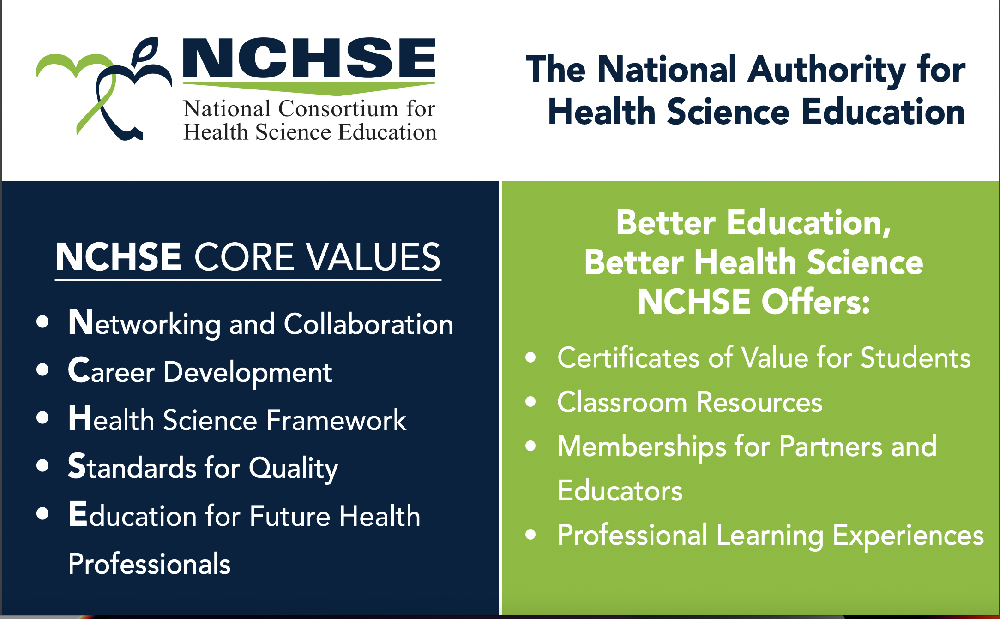 NCHSE
National Consortium for
Health Science Education
The National Authority for
Health Science Education
NCHSE CORE VALUES
• Networking and Collaboration
• Career Development
• Health Science Framework
• Standards for Quality
• Education for Future Health
Professionals
Better Education,
Better Health Science
NCHSE Offers:
• Certificates of Value for Students
• Classroom Resources
• Memberships for Partners and
Educators
• Professional Learning Experiences